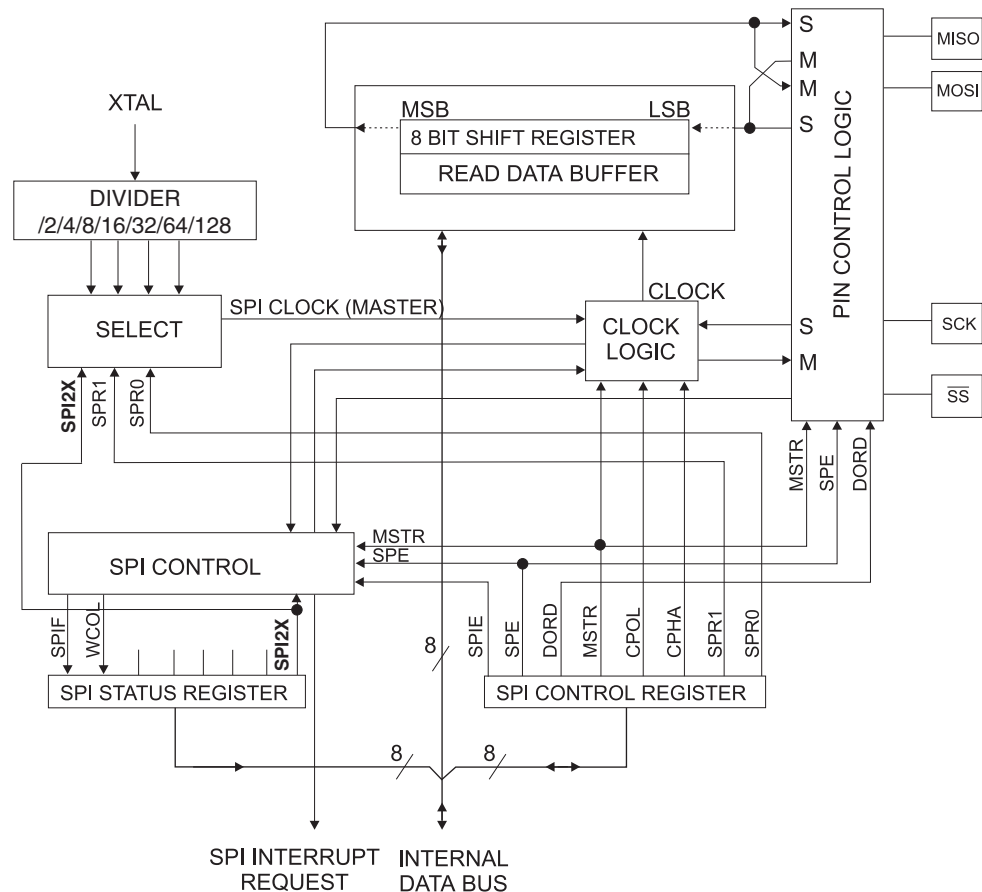 S
MISO
M
M
MOSI
XTAL
MSB
LSB
S
8 BIT SHIFT REGISTER
READ DATA BUFFER
DIVIDER
/2/4/8/16/32/64/128
PIN CONTROL LOGIC
SPI CLOCK (MASTER)
CLOCK
SELECT
CLOCK
LOGIC
S
SCK
M
SPI2X
SPR1
SPR0
SS
MSTR
SPE
DORD
MSTR
SPE
SPI CONTROL
SPIF
WCOL
SPI2X
8
SPIE
SPE
DORD
MSTR
CPOL
CPHA
SPR1
SPR0
SPI STATUS REGISTER
SPI CONTROL REGISTER
8
8
SPI INTERRUPT
REQUEST
INTERNAL
DATA BUS